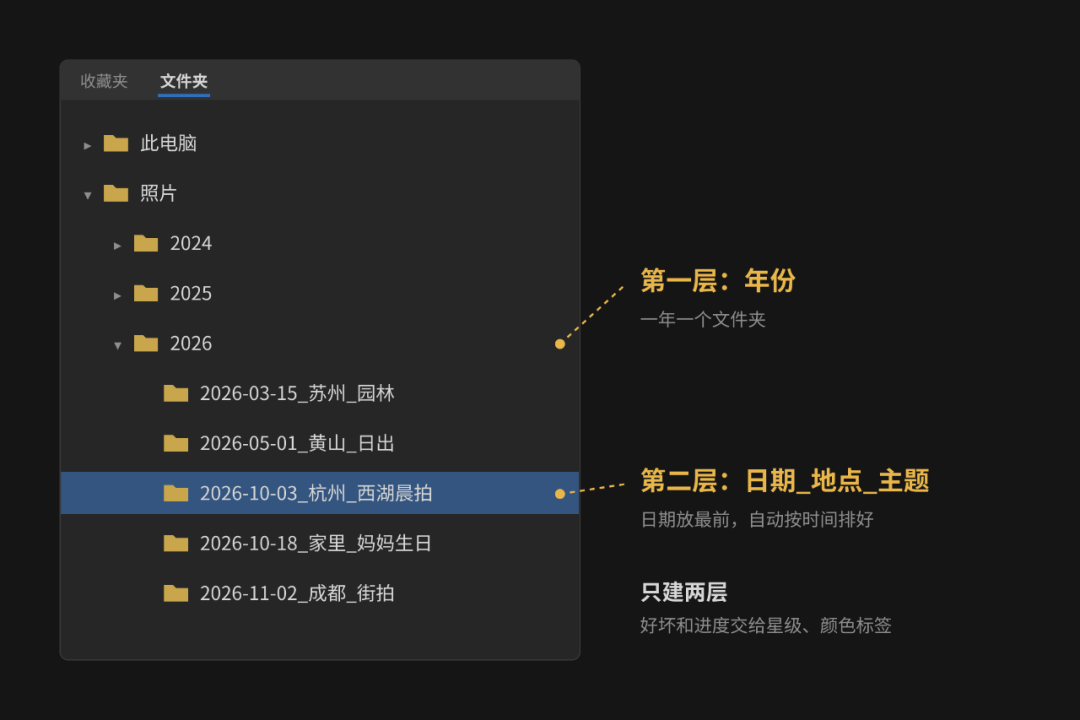 收藏夹 文件夹
此电脑
照片
2024
2025
2026
2026-03-15_苏州_园林
2026-05-01_黄山_日出
2026-10-03_杭州_西湖晨拍
2026-10-18_家里_妈妈生日
2026-11-02_成都_街拍
第一层：年份
一年一个文件夹
第二层：日期_地点_主题
日期放最前，自动按时间排好
只建两层
好坏和进度交给星级、颜色标签